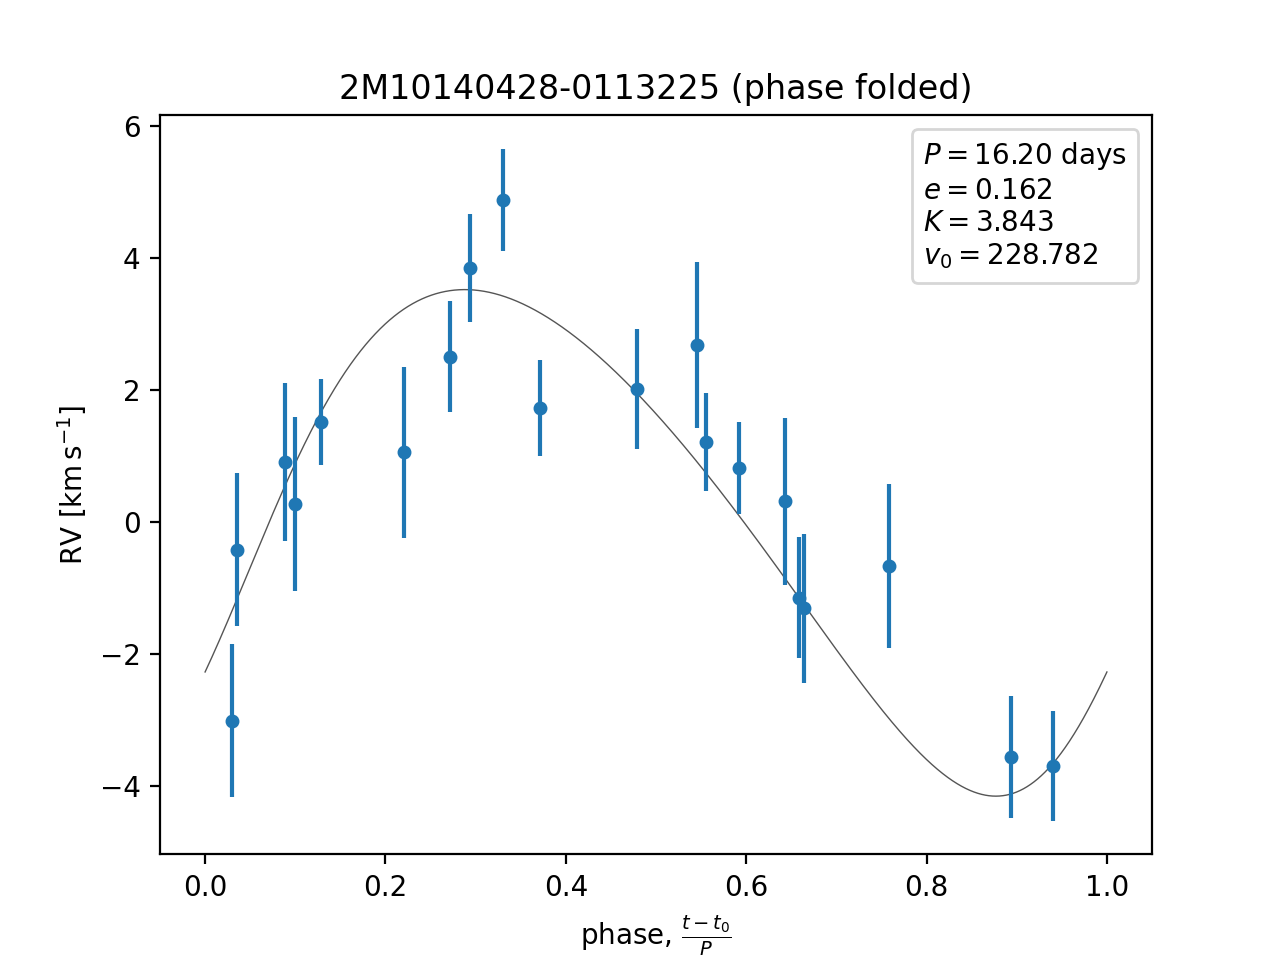 2M10140428-0113225 (phase folded)
P = 16.20 days
e = 0.162
K = 3.843
v₀ = 228.782
RV [km s⁻¹]
6
4
2
0
−2
−4
0.0 0.2 0.4 0.6 0.8 1.0
phase, (t − t₀)/P